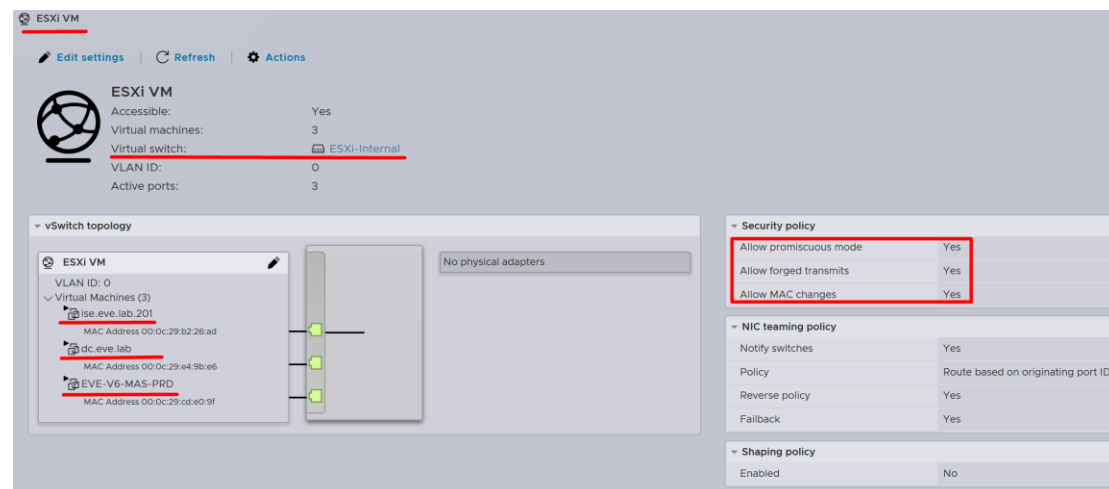 ESXi VM
Edit settings | Refresh | Actions
ESXi VM
Accessible: Yes
Virtual machines: 3
Virtual switch: ESXi-Internal
VLAN ID: 0
Active ports: 3
vSwitch topology
ESXi VM
VLAN ID: 0
Virtual Machines (3)
ise.eve.lab.201
MAC Address 00:0c:29:b2:26:ad
dc.eve.lab
MAC Address 00:0c:29:e4:9b:e6
EVE-V6-MAS-PRD
MAC Address 00:0c:29:cd:e0:9f
No physical adapters
Security policy
Allow promiscuous mode Yes
Allow forged transmits Yes
Allow MAC changes Yes
NIC teaming policy
Notify switches Yes
Policy Route based on originating port ID
Reverse policy Yes
Failback Yes
Shaping policy
Enabled No